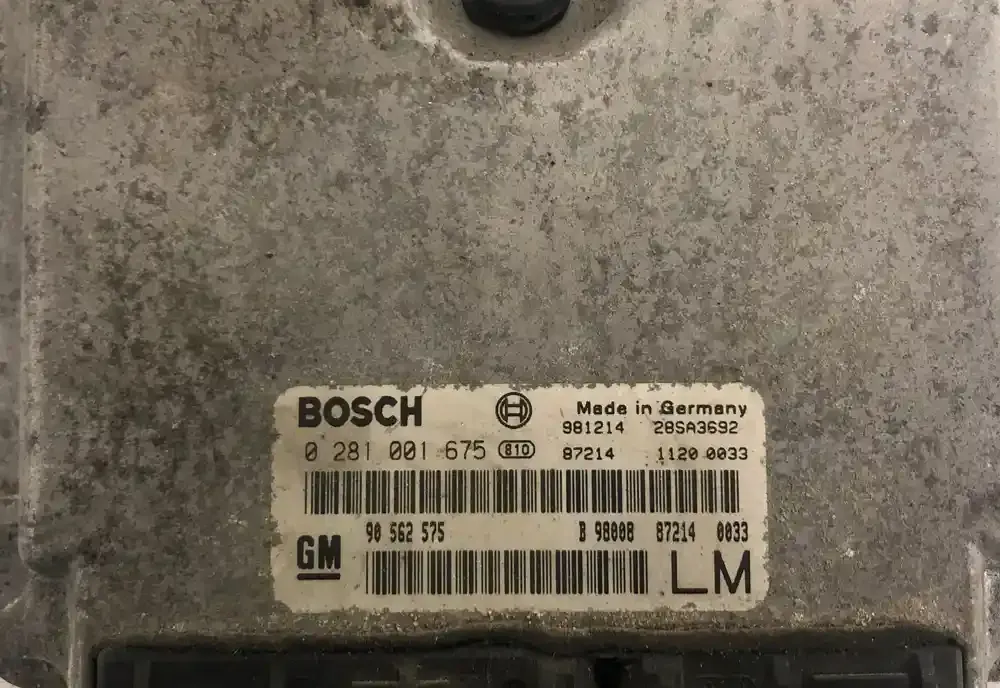 BOSCH Made in Germany
981214 28SA3692
0 281 001 675 810 87214 1120 0033
90 562 575 B 98008 87214 0033
GM LM